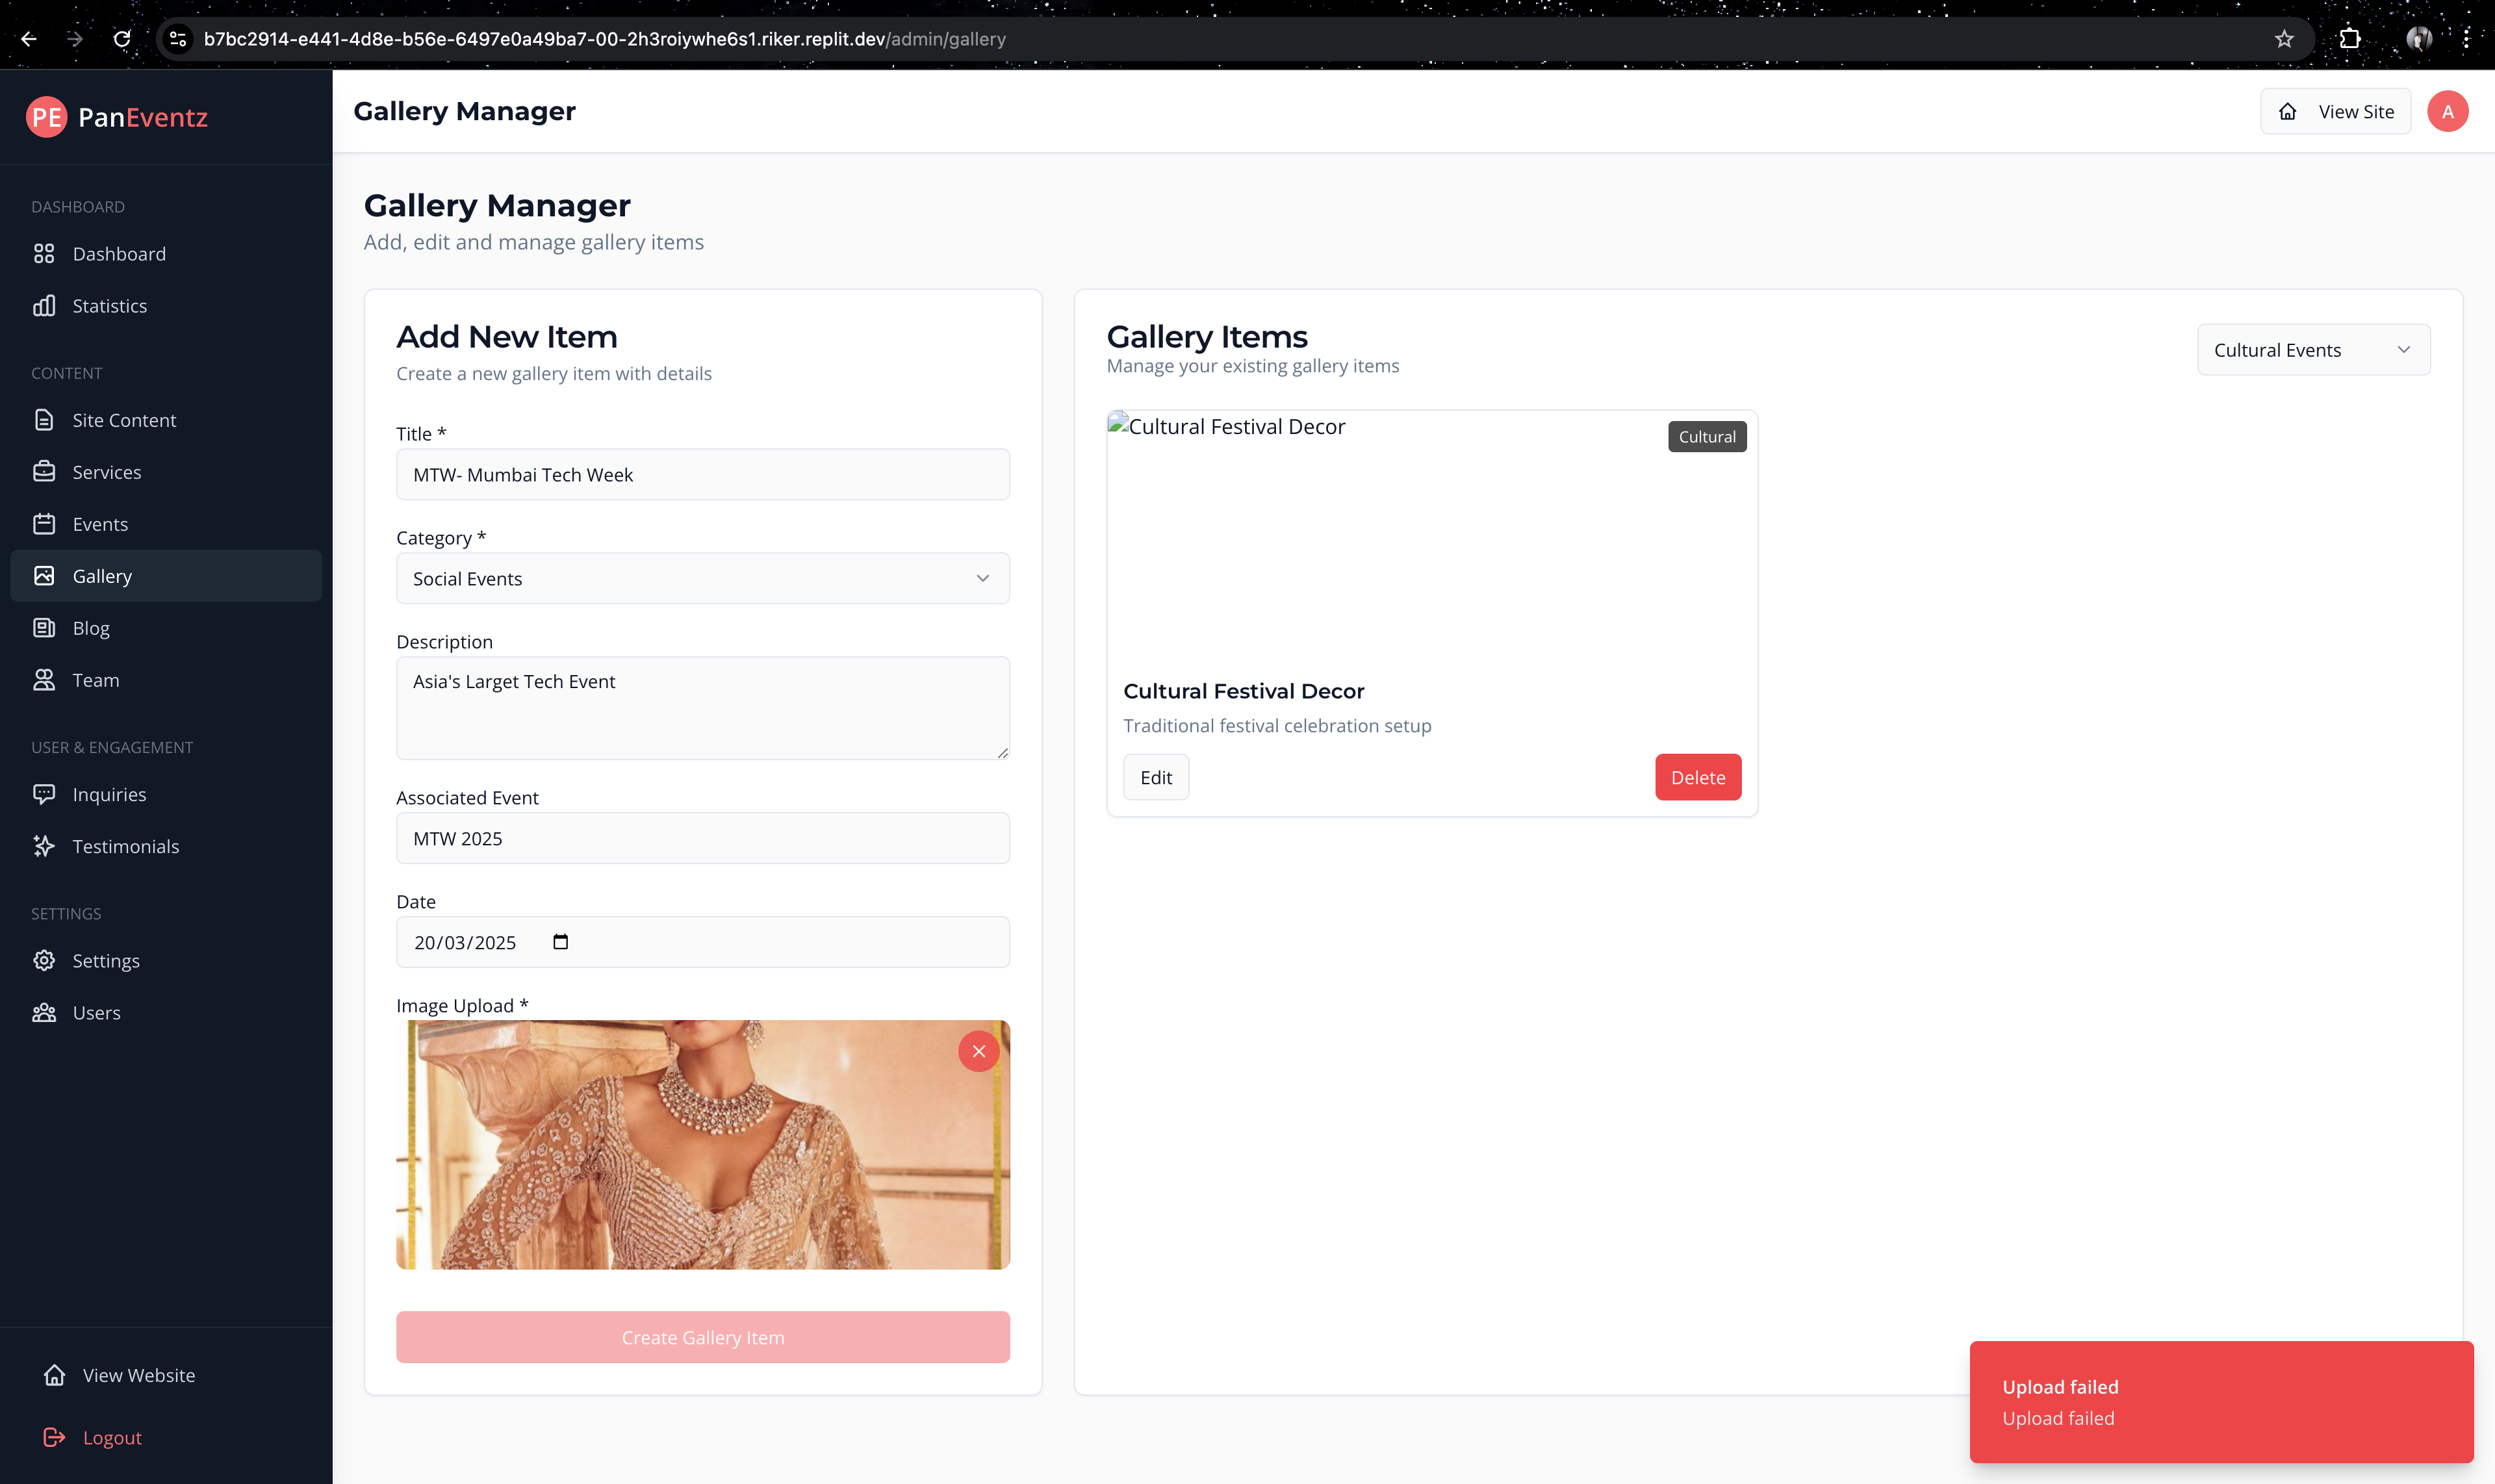 b7bc2914-e441-4d8e-b56e-6497e0a49ba7-00-2h3roiywhe6s1.riker.replit.dev/admin/gallery
PE PanEventz
Gallery Manager
View Site
A
DASHBOARD
Dashboard
Statistics
CONTENT
Site Content
Services
Events
Gallery
Blog
Team
USER & ENGAGEMENT
Inquiries
Testimonials
SETTINGS
Settings
Users
View Website
Logout
Gallery Manager
Add, edit and manage gallery items
Add New Item
Create a new gallery item with details
Title *
MTW- Mumbai Tech Week
Category *
Social Events
Description
Asia's Larget Tech Event
Associated Event
MTW 2025
Date
20/03/2025
Image Upload *
Create Gallery Item
Gallery Items
Manage your existing gallery items
Cultural Events
Cultural Festival Decor
Cultural
Cultural Festival Decor
Traditional festival celebration setup
Edit
Delete
Upload failed
Upload failed